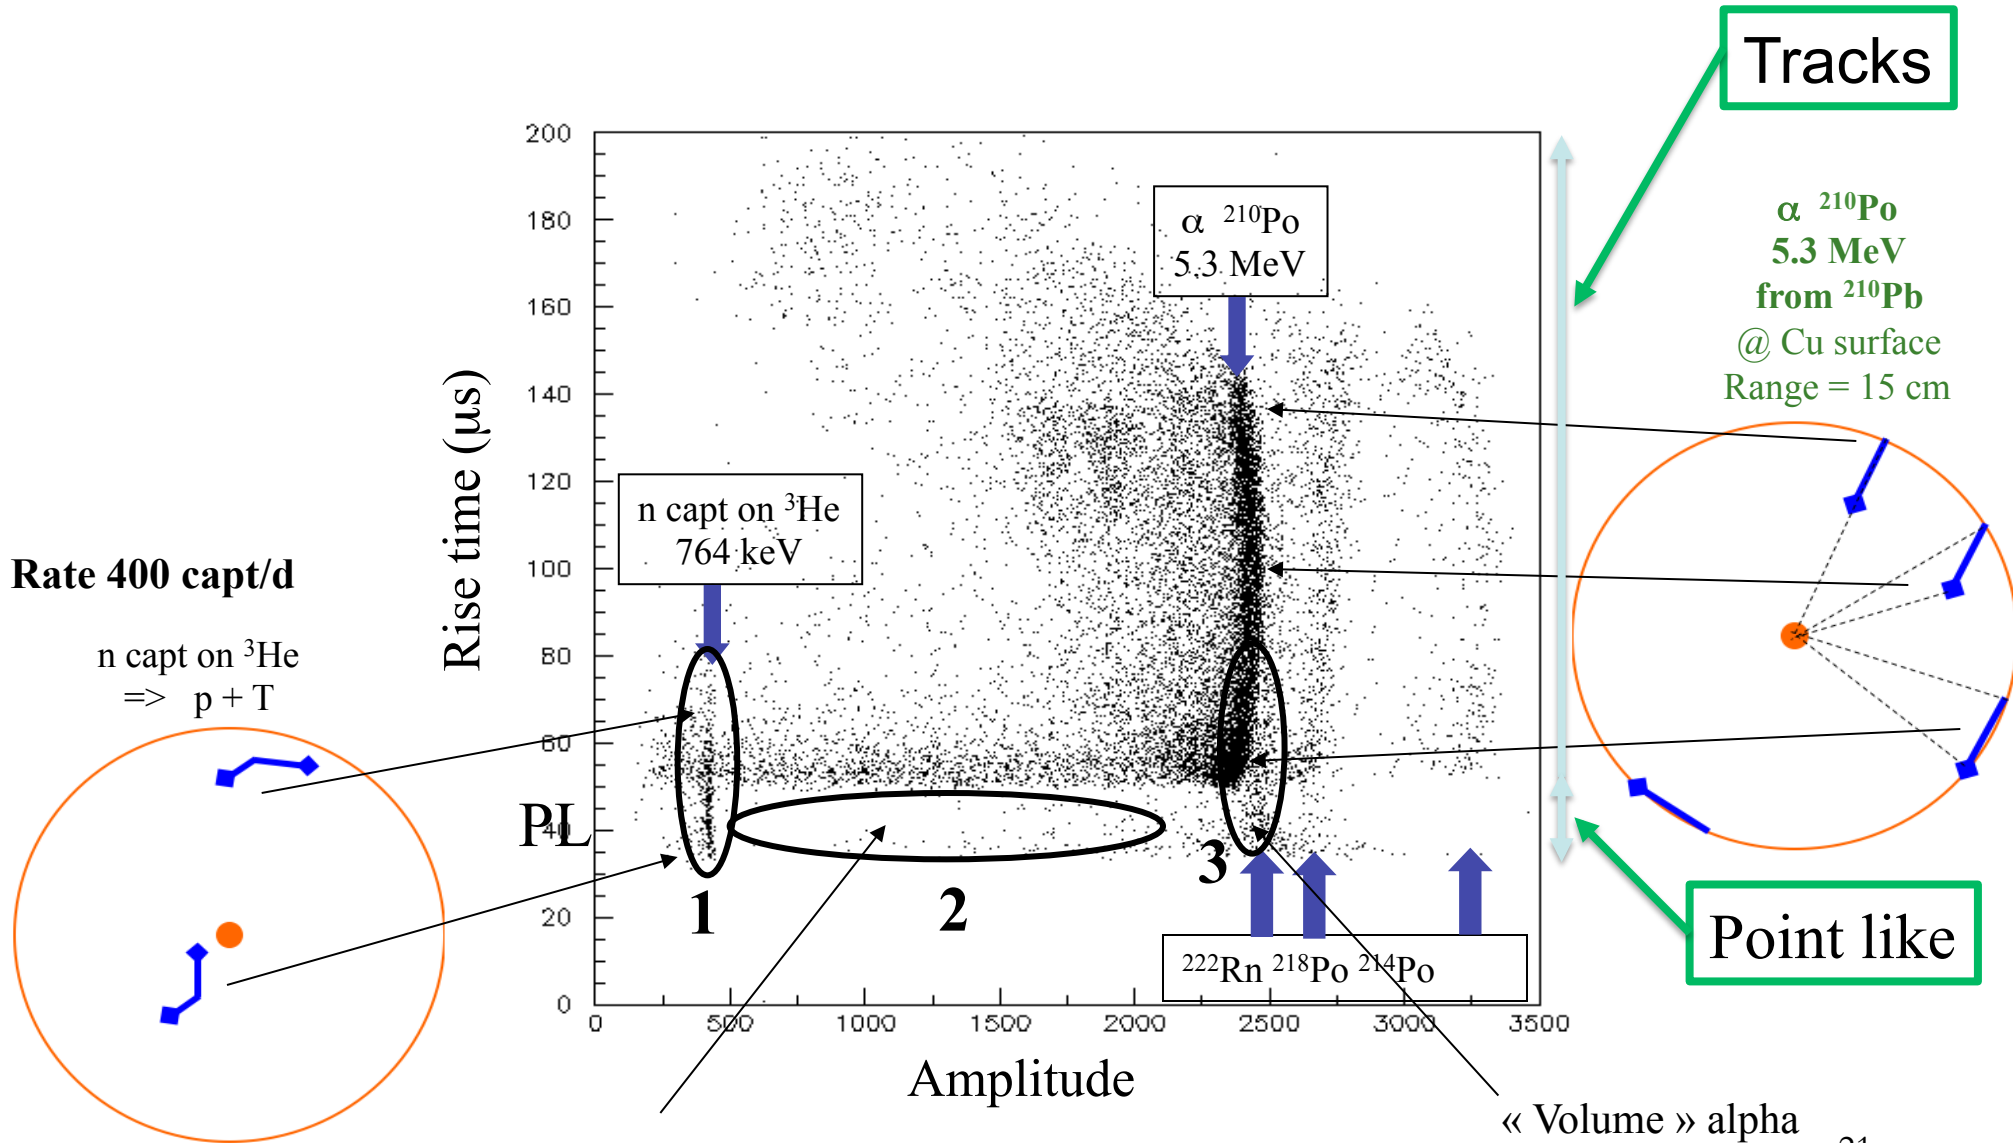 Tracks
α ²¹⁰Po
5.3 MeV
from ²¹⁰Pb
@ Cu surface
Range = 15 cm
α ²¹⁰Po
5.3 MeV
n capt on ³He
764 keV
Rate 400 capt/d
n capt on ³He
=> p + T
Rise time (μs)
200
180
160
140
120
100
80
60
40
20
0
PL
1
2
3
²²²Rn ²¹⁸Po ²¹⁴Po
Point like
0 500 1000 1500 2000 2500 3000 3500
Amplitude
« Volume » alpha